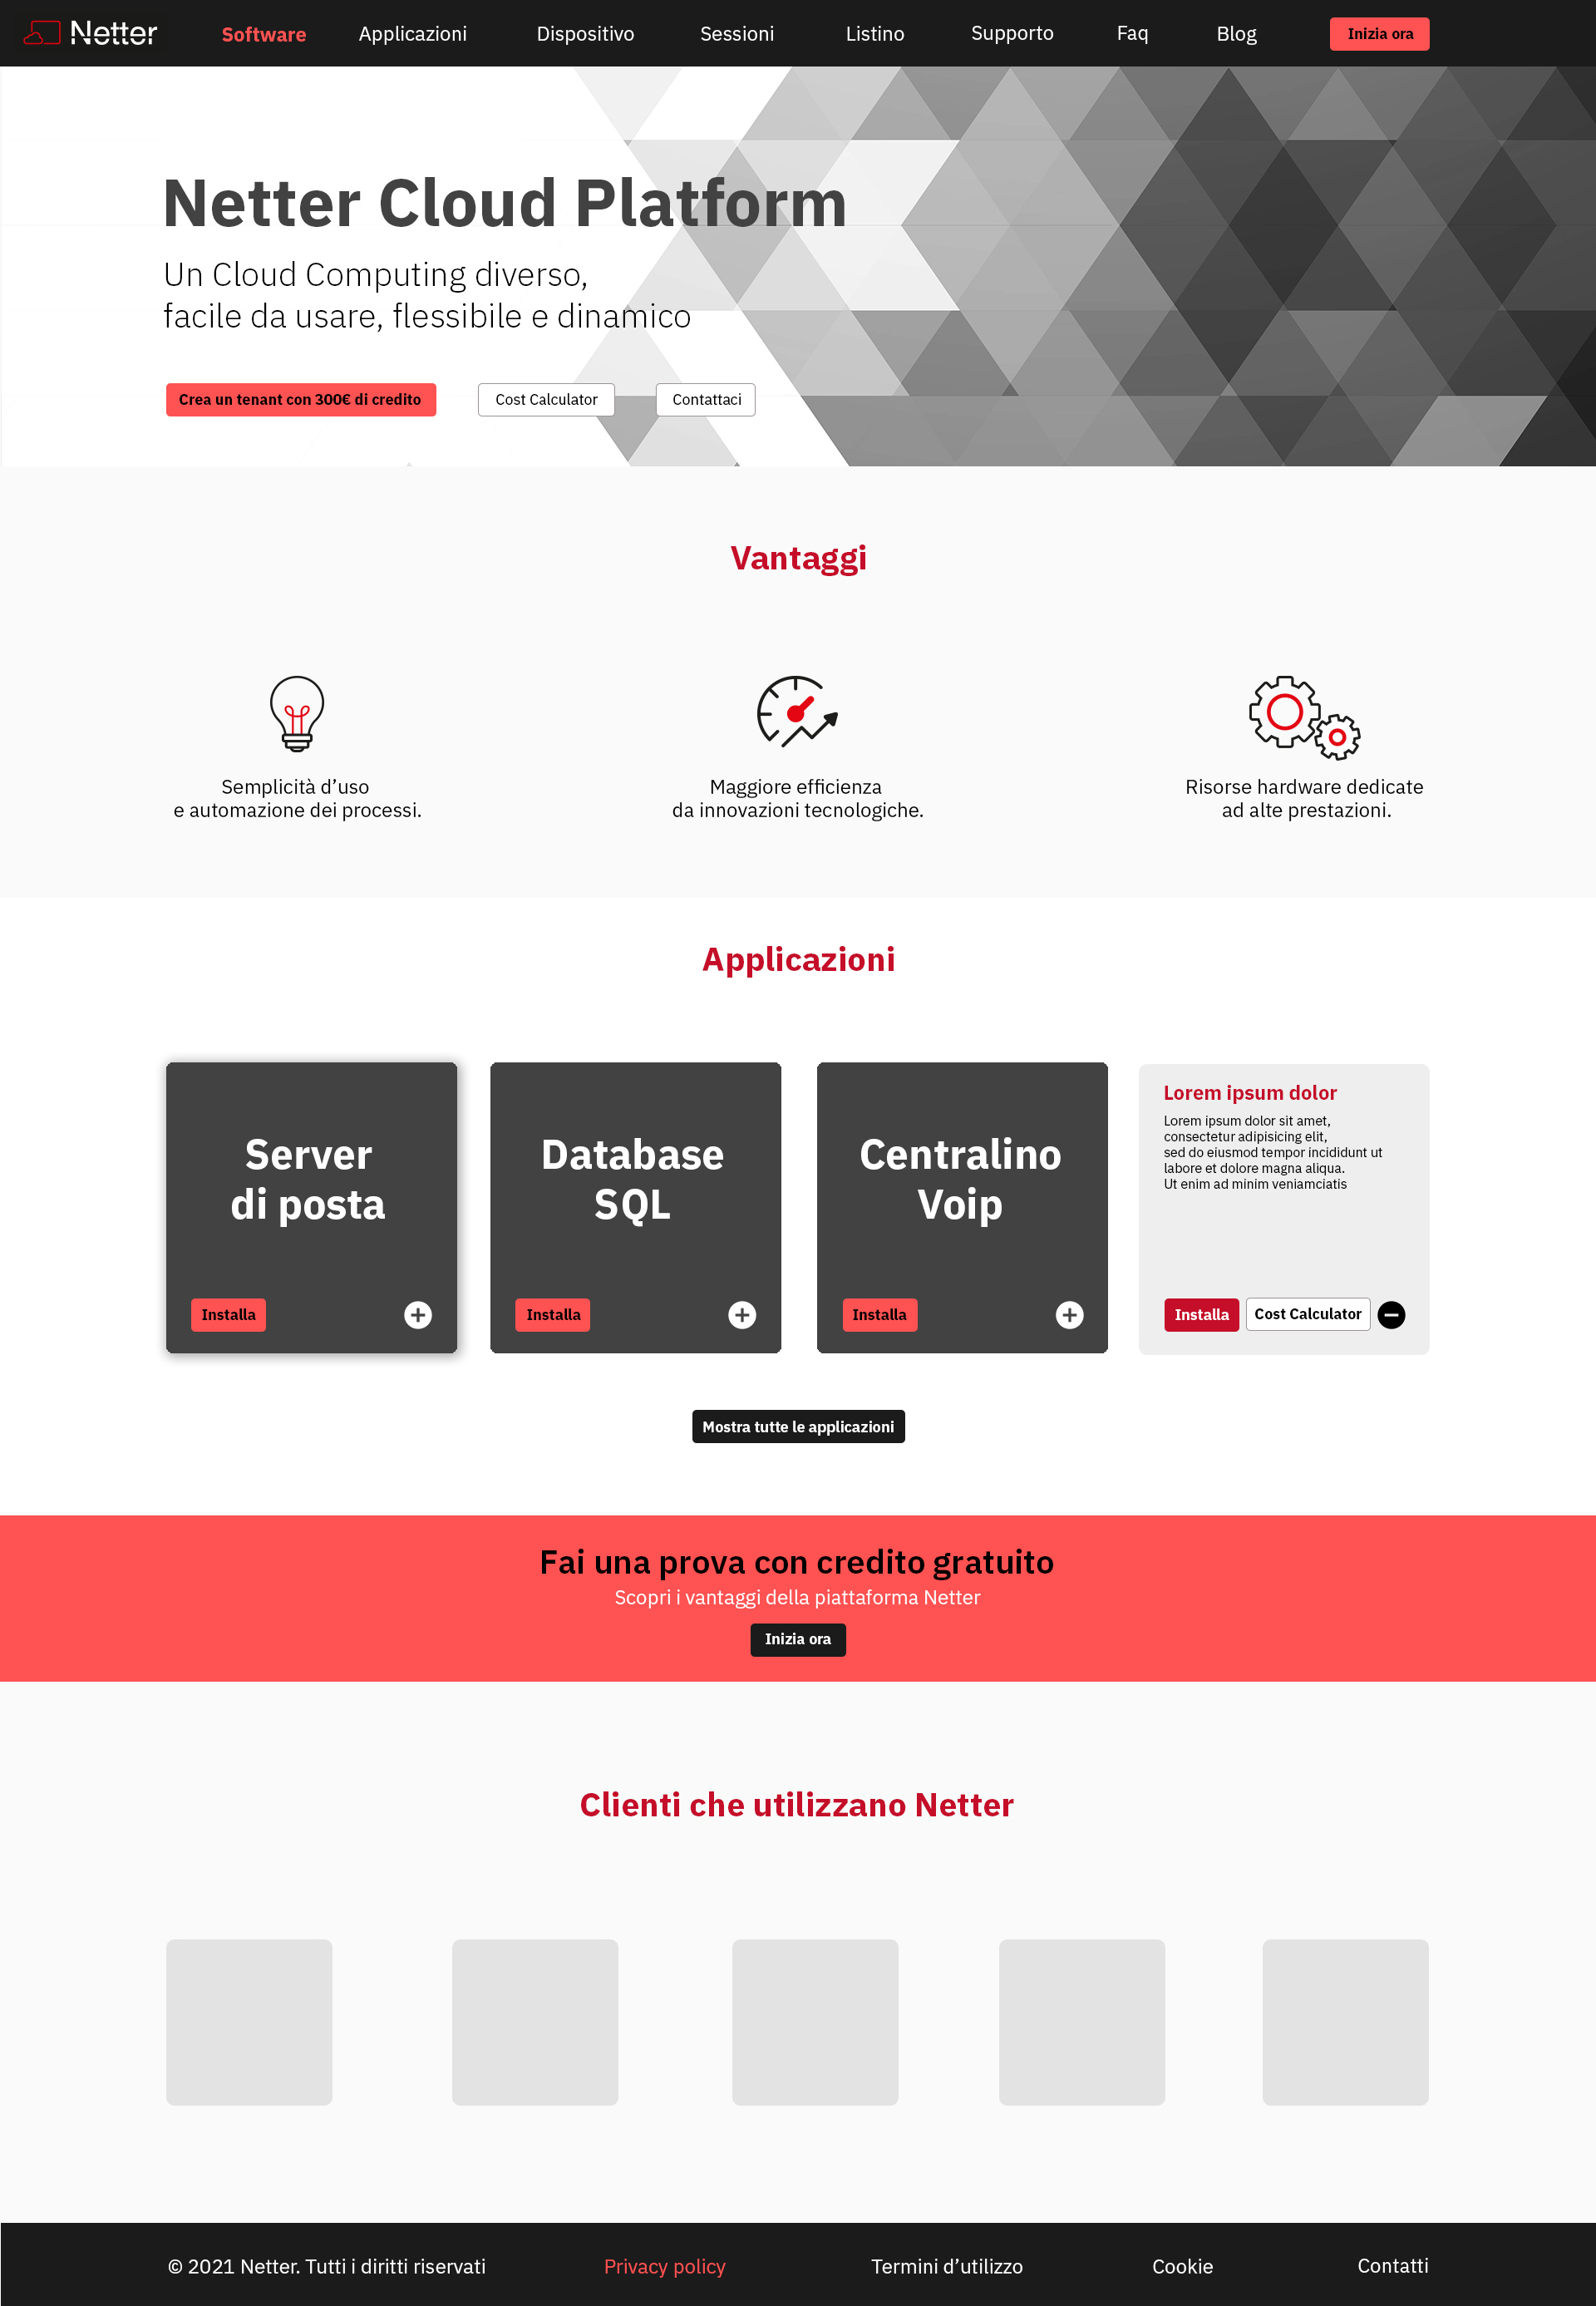 Netter
Software
Applicazioni
Dispositivo
Sessioni
Listino
Supporto
Faq
Blog
Inizia ora
Netter Cloud Platform
Un Cloud Computing diverso,
facile da usare, flessibile e dinamico
Crea un tenant con 300€ di credito
Cost Calculator
Contattaci
Vantaggi
Semplicità d’uso
e automazione dei processi.
Maggiore efficienza
da innovazioni tecnologiche.
Risorse hardware dedicate
ad alte prestazioni.
Applicazioni
Server
di posta
Installa
Database
SQL
Installa
Centralino
Voip
Installa
Lorem ipsum dolor
Lorem ipsum dolor sit amet,
consectetur adipisicing elit,
sed do eiusmod tempor incididunt ut
labore et dolore magna aliqua.
Ut enim ad minim veniamciatis
Installa
Cost Calculator
Mostra tutte le applicazioni
Fai una prova con credito gratuito
Scopri i vantaggi della piattaforma Netter
Inizia ora
Clienti che utilizzano Netter
© 2021 Netter. Tutti i diritti riservati
Privacy policy
Termini d’utilizzo
Cookie
Contatti